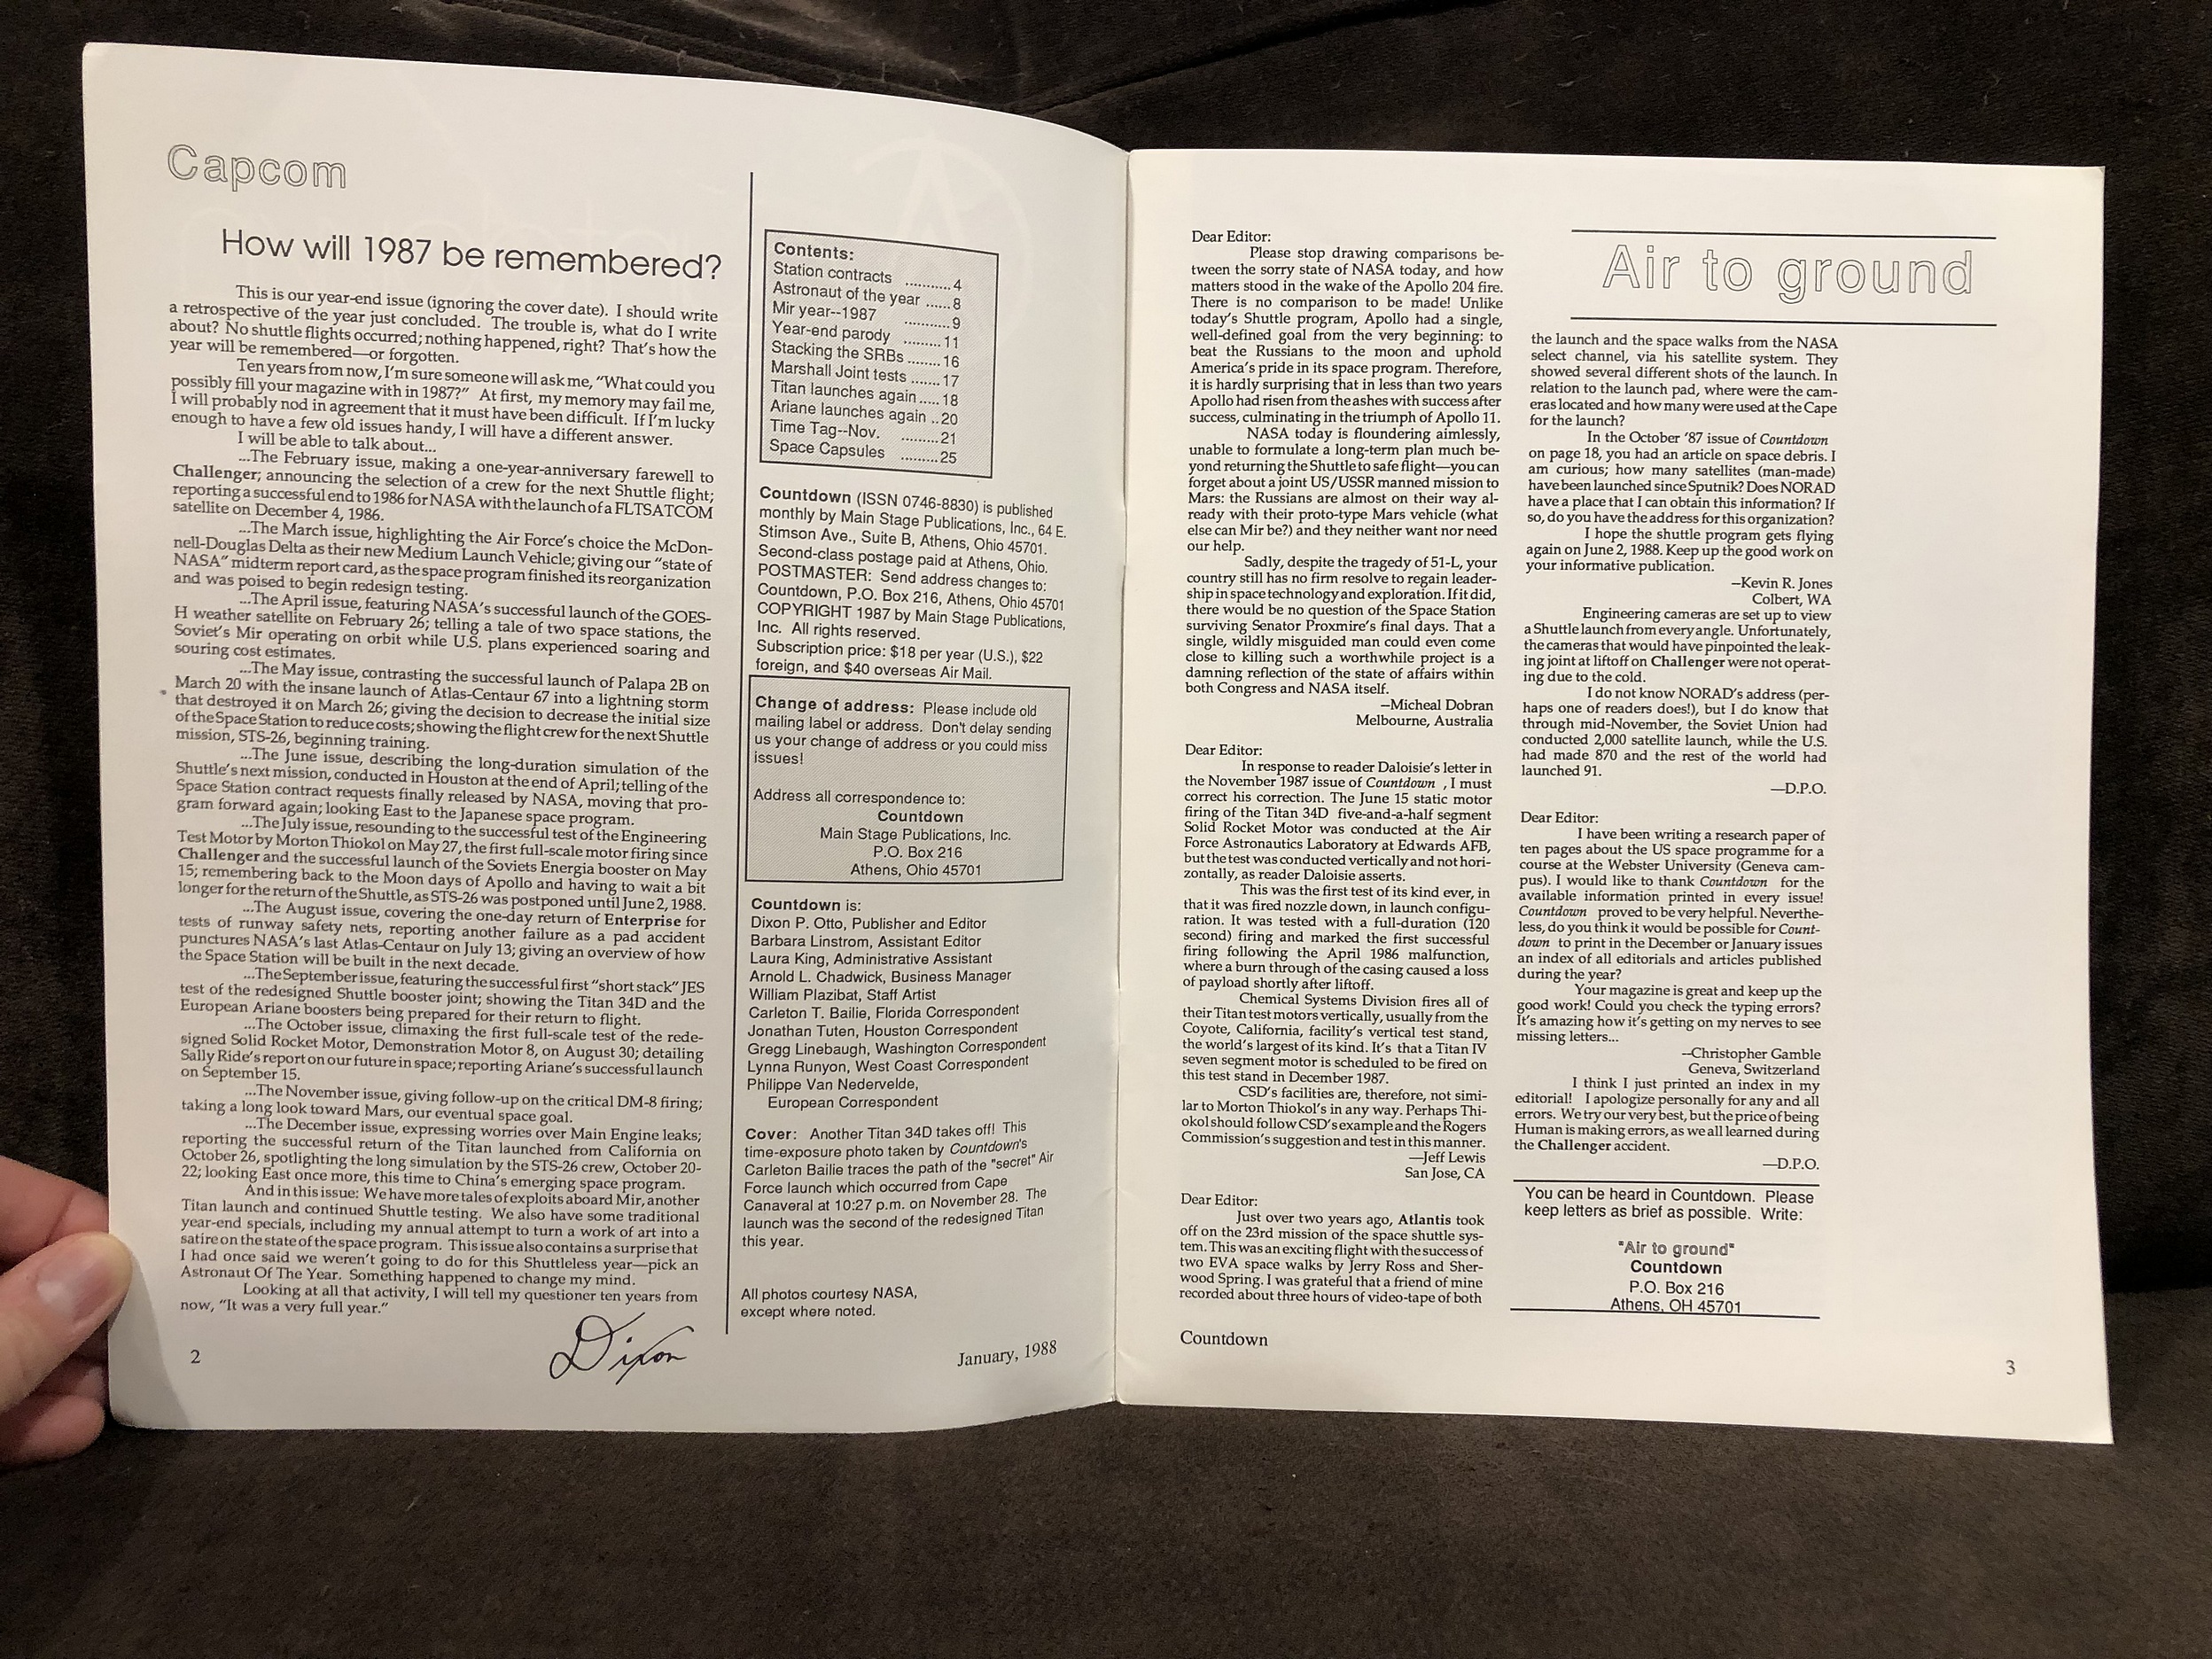 Capcom
How will 1987 be remembered?
This is our year-end issue (ignoring the cover date). I should write
a retrospective of the year just concluded. The trouble is, what do I write
about? No shuttle flights occurred; nothing happened, right? That's how the
year will be remembered—or forgotten.
Ten years from now, I'm sure someone will ask me, "What could you
possibly fill your magazine with in 1987?" At first, my memory may fail me,
I will probably nod in agreement that it must have been difficult. If I'm lucky
enough to have a few old issues handy, I will have a different answer.
I will be able to talk about...
...The February issue, making a one-year-anniversary farewell to
Challenger; announcing the selection of a crew for the next Shuttle flight;
reporting a successful end to 1986 for NASA with the launch of a FLTSATCOM
satellite on December 4, 1986.
...The March issue, highlighting the Air Force's choice the McDon-
nell-Douglas Delta as their new Medium Launch Vehicle; giving our "state of
NASA" midterm report card, as the space program finished its reorganization
and was poised to begin redesign testing.
...The April issue, featuring NASA's successful launch of the GOES-
H weather satellite on February 26; telling a tale of two space stations, the
Soviet's Mir operating on orbit while U.S. plans experienced soaring and
souring cost estimates.
...The May issue, contrasting the successful launch of Palapa 2B on
March 20 with the insane launch of Atlas-Centaur 67 into a lightning storm
that destroyed it on March 26; giving the decision to decrease the initial size
of the Space Station to reduce costs; showing the flight crew for the next Shuttle
mission, STS-26, beginning training.
...The June issue, describing the long-duration simulation of the
Shuttle's next mission, conducted in Houston at the end of April; telling of the
Space Station contract requests finally released by NASA, moving that pro-
gram forward again; looking East to the Japanese space program.
...The July issue, resounding to the successful test of the Engineering
Test Motor by Morton Thiokol on May 27, the first full-scale motor firing since
Challenger and the successful launch of the Soviets Energia booster on May
15; remembering back to the Moon days of Apollo and having to wait a bit
longer for the return of the Shuttle, as STS-26 was postponed until June 2, 1988.
...The August issue, covering the one-day return of Enterprise for
tests of runway safety nets, reporting another failure as a pad accident
punctures NASA's last Atlas-Centaur on July 13; giving an overview of how
the Space Station will be built in the next decade.
...The September issue, featuring the successful first "short stack" JES
test of the redesigned Shuttle booster joint; showing the Titan 34D and the
European Ariane boosters being prepared for their return to flight.
...The October issue, climaxing the first full-scale test of the rede-
signed Solid Rocket Motor, Demonstration Motor 8, on August 30; detailing
Sally Ride's report on our future in space; reporting Ariane's successful launch
on September 15.
...The November issue, giving follow-up on the critical DM-8 firing;
taking a long look toward Mars, our eventual space goal.
...The December issue, expressing worries over Main Engine leaks;
reporting the successful return of the Titan launched from California on
October 26, spotlighting the long simulation by the STS-26 crew, October 20-
22; looking East once more, this time to China's emerging space program.
And in this issue: We have more tales of exploits aboard Mir, another
Titan launch and continued Shuttle testing. We also have some traditional
year-end specials, including my annual attempt to turn a work of art into a
satire on the state of the space program. This issue also contains a surprise that
I had once said we weren't going to do for this Shuttleless year—pick an
Astronaut Of The Year. Something happened to change my mind.
Looking at all that activity, I will tell my questioner ten years from
now, "It was a very full year."
Dixon
2
Contents:
Station contracts ...........4
Astronaut of the year ......8
Mir year--1987 ...........9
Year-end parody .........11
Stacking the SRBs........16
Marshall Joint tests .......17
Titan launches again .....18
Ariane launches again ..20
Time Tag--Nov. .........21
Space Capsules .........25
Countdown (ISSN 0746-8830) is published
monthly by Main Stage Publications, Inc., 64 E.
Stimson Ave., Suite B, Athens, Ohio 45701.
Second-class postage paid at Athens, Ohio.
POSTMASTER: Send address changes to:
Countdown, P.O. Box 216, Athens, Ohio 45701
COPYRIGHT 1987 by Main Stage Publications,
Inc. All rights reserved.
Subscription price: $18 per year (U.S.), $22
foreign, and $40 overseas Air Mail.
Change of address: Please include old
mailing label or address. Don't delay sending
us your change of address or you could miss
issues!
Address all correspondence to:
Countdown
Main Stage Publications, Inc.
P.O. Box 216
Athens, Ohio 45701
Countdown is:
Dixon P. Otto, Publisher and Editor
Barbara Linstrom, Assistant Editor
Laura King, Administrative Assistant
Arnold L. Chadwick, Business Manager
William Plazibat, Staff Artist
Carleton T. Bailie, Florida Correspondent
Jonathan Tuten, Houston Correspondent
Gregg Linebaugh, Washington Correspondent
Lynna Runyon, West Coast Correspondent
Philippe Van Nedervelde,
European Correspondent
Cover: Another Titan 34D takes off! This
time-exposure photo taken by Countdown's
Carleton Bailie traces the path of the "secret" Air
Force launch which occurred from Cape
Canaveral at 10:27 p.m. on November 28. The
launch was the second of the redesigned Titan
this year.
All photos courtesy NASA,
except where noted.
January, 1988
Dear Editor:
Please stop drawing comparisons be-
tween the sorry state of NASA today, and how
matters stood in the wake of the Apollo 204 fire.
There is no comparison to be made! Unlike
today's Shuttle program, Apollo had a single,
well-defined goal from the very beginning: to
beat the Russians to the moon and uphold
America's pride in its space program. Therefore,
it is hardly surprising that in less than two years
Apollo had risen from the ashes with success after
success, culminating in the triumph of Apollo 11.
NASA today is floundering aimlessly,
unable to formulate a long-term plan much be-
yond returning the Shuttle to safe flight—you can
forget about a joint US/USSR manned mission to
Mars: the Russians are almost on their way al-
ready with their proto-type Mars vehicle (what
else can Mir be?) and they neither want nor need
our help.
Sadly, despite the tragedy of 51-L, your
country still has no firm resolve to regain leader-
ship in space technology and exploration. If it did,
there would be no question of the Space Station
surviving Senator Proxmire's final days. That a
single, wildly misguided man could even come
close to killing such a worthwhile project is a
damning reflection of the state of affairs within
both Congress and NASA itself.
—Micheal Dobran
Melbourne, Australia
Dear Editor:
In response to reader Daloisie's letter in
the November 1987 issue of Countdown , I must
correct his correction. The June 15 static motor
firing of the Titan 34D five-and-a-half segment
Solid Rocket Motor was conducted at the Air
Force Astronautics Laboratory at Edwards AFB,
but the test was conducted vertically and not hori-
zontally, as reader Daloisie asserts.
This was the first test of its kind ever, in
that it was fired nozzle down, in launch configu-
ration. It was tested with a full-duration (120
second) firing and marked the first successful
firing following the April 1986 malfunction,
where a burn through of the casing caused a loss
of payload shortly after liftoff.
Chemical Systems Division fires all of
their Titan test motors vertically, usually from the
Coyote, California, facility's vertical test stand,
the world's largest of its kind. It's that a Titan IV
seven segment motor is scheduled to be fired on
this test stand in December 1987.
CSD's facilities are, therefore, not simi-
lar to Morton Thiokol's in any way. Perhaps Thi-
okol should follow CSD's example and the Rogers
Commission's suggestion and test in this manner.
—Jeff Lewis
San Jose, CA
Dear Editor:
Just over two years ago, Atlantis took
off on the 23rd mission of the space shuttle sys-
tem. This was an exciting flight with the success of
two EVA space walks by Jerry Ross and Sher-
wood Spring. I was grateful that a friend of mine
recorded about three hours of video-tape of both
Countdown
Air to ground
the launch and the space walks from the NASA
select channel, via his satellite system. They
showed several different shots of the launch. In
relation to the launch pad, where were the cam-
eras located and how many were used at the Cape
for the launch?
In the October '87 issue of Countdown
on page 18, you had an article on space debris. I
am curious; how many satellites (man-made)
have been launched since Sputnik? Does NORAD
have a place that I can obtain this information? If
so, do you have the address for this organization?
I hope the shuttle program gets flying
again on June 2, 1988. Keep up the good work on
your informative publication.
—Kevin R. Jones
Colbert, WA
Engineering cameras are set up to view
a Shuttle launch from every angle. Unfortunately,
the cameras that would have pinpointed the leak-
ing joint at liftoff on Challenger were not operat-
ing due to the cold.
I do not know NORAD's address (per-
haps one of readers does!), but I do know that
through mid-November, the Soviet Union had
conducted 2,000 satellite launch, while the U.S.
had made 870 and the rest of the world had
launched 91.
—D.P.O.
Dear Editor:
I have been writing a research paper of
ten pages about the US space programme for a
course at the Webster University (Geneva cam-
pus). I would like to thank Countdown for the
available information printed in every issue!
Countdown proved to be very helpful. Neverthe-
less, do you think it would be possible for Count-
down to print in the December or January issues
an index of all editorials and articles published
during the year?
Your magazine is great and keep up the
good work! Could you check the typing errors?
It's amazing how it's getting on my nerves to see
missing letters...
—Christopher Gamble
Geneva, Switzerland
I think I just printed an index in my
editorial! I apologize personally for any and all
errors. We try our very best, but the price of being
Human is making errors, as we all learned during
the Challenger accident.
—D.P.O.
You can be heard in Countdown. Please
keep letters as brief as possible. Write:
"Air to ground"
Countdown
P.O. Box 216
Athens, OH 45701
3